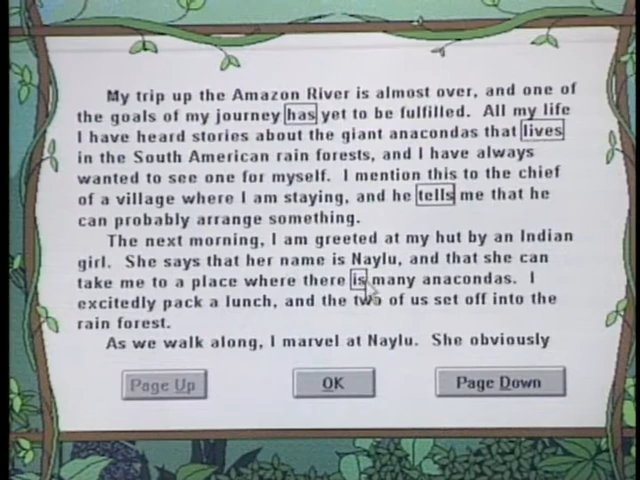 My trip up the Amazon River is almost over, and one of
the goals of my journey has yet to be fulfilled. All my life
I have heard stories about the giant anacondas that lives
in the South American rain forests, and I have always
wanted to see one for myself. I mention this to the chief
of a village where I am staying, and he tells me that he
can probably arrange something.
The next morning, I am greeted at my hut by an Indian
girl. She says that her name is Naylu, and that she can
take me to a place where there is many anacondas. I
excitedly pack a lunch, and the two of us set off into the
rain forest.
As we walk along, I marvel at Naylu. She obviously
Page Up OK Page Down